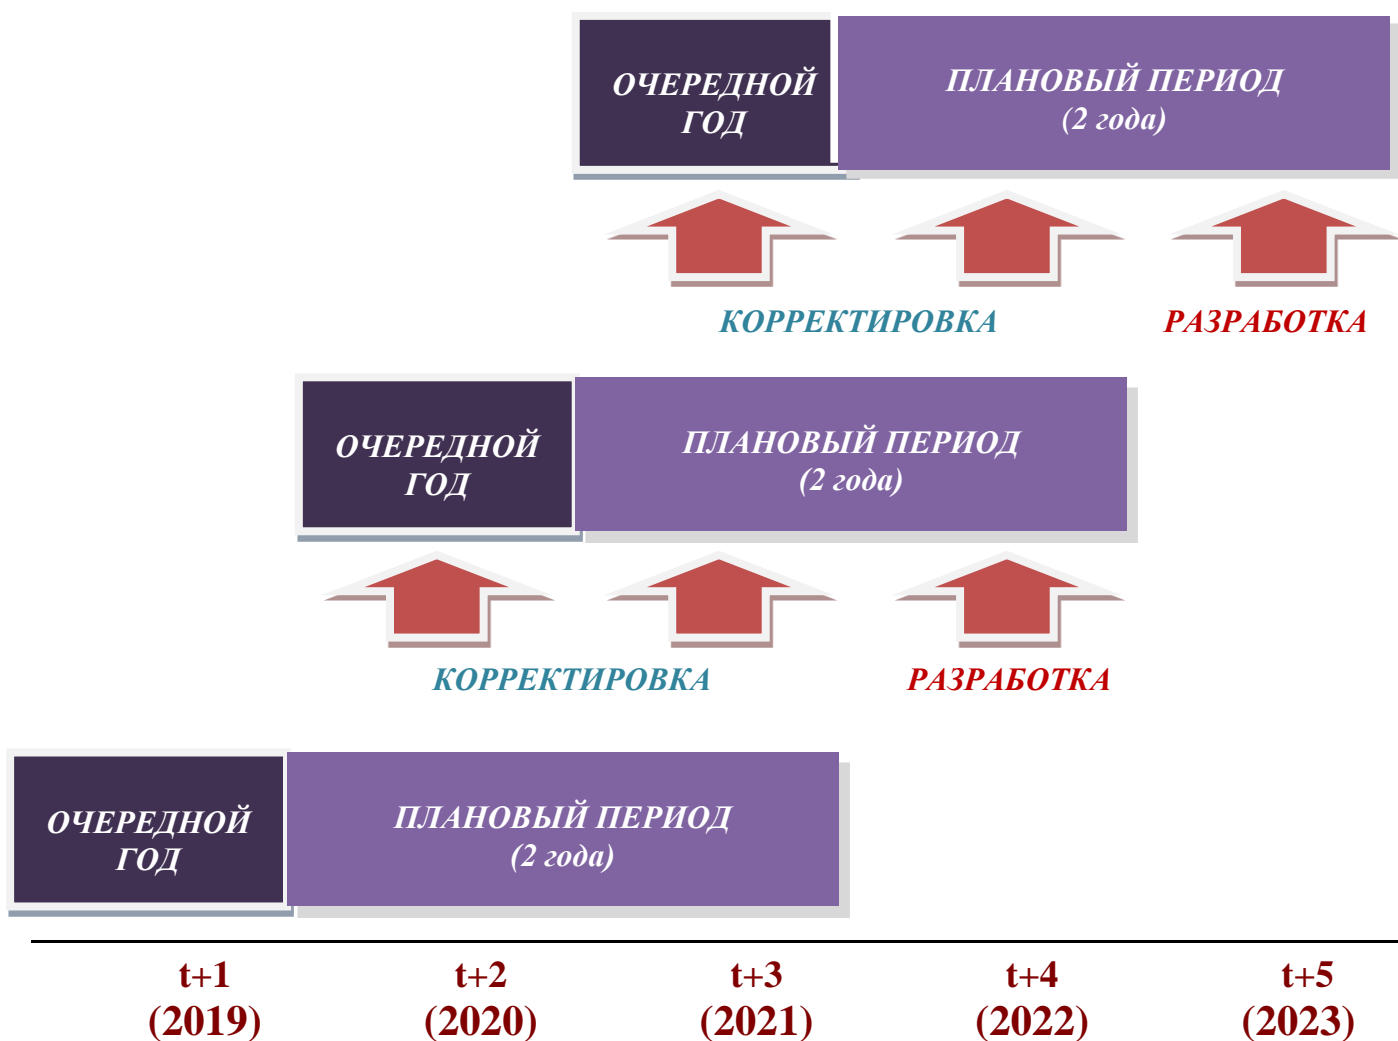 ОЧЕРЕДНОЙ
ГОД
ПЛАНОВЫЙ ПЕРИОД
(2 года)
КОРРЕКТИРОВКА
РАЗРАБОТКА
ОЧЕРЕДНОЙ
ГОД
ПЛАНОВЫЙ ПЕРИОД
(2 года)
КОРРЕКТИРОВКА
РАЗРАБОТКА
ОЧЕРЕДНОЙ
ГОД
ПЛАНОВЫЙ ПЕРИОД
(2 года)
t+1
(2019)
t+2
(2020)
t+3
(2021)
t+4
(2022)
t+5
(2023)